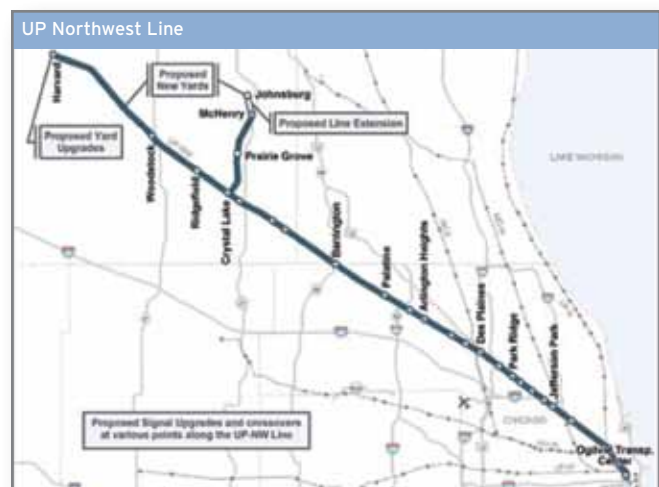 UP Northwest Line
Harvard
Proposed
New Yards
Johnsburg
McHenry
Proposed Line Extension
Proposed Yard
Upgrades
Prairie Grove
Woodstock
Ridgefield
Crystal Lake
LAKE MICHIGAN
Barrington
Palatine
Arlington Heights
Des Plaines
Park Ridge
Jefferson Park
CHICAGO
Proposed Signal Upgrades and crossovers
at various points along the UP-NW Line
Ogilvie Transp.
Center